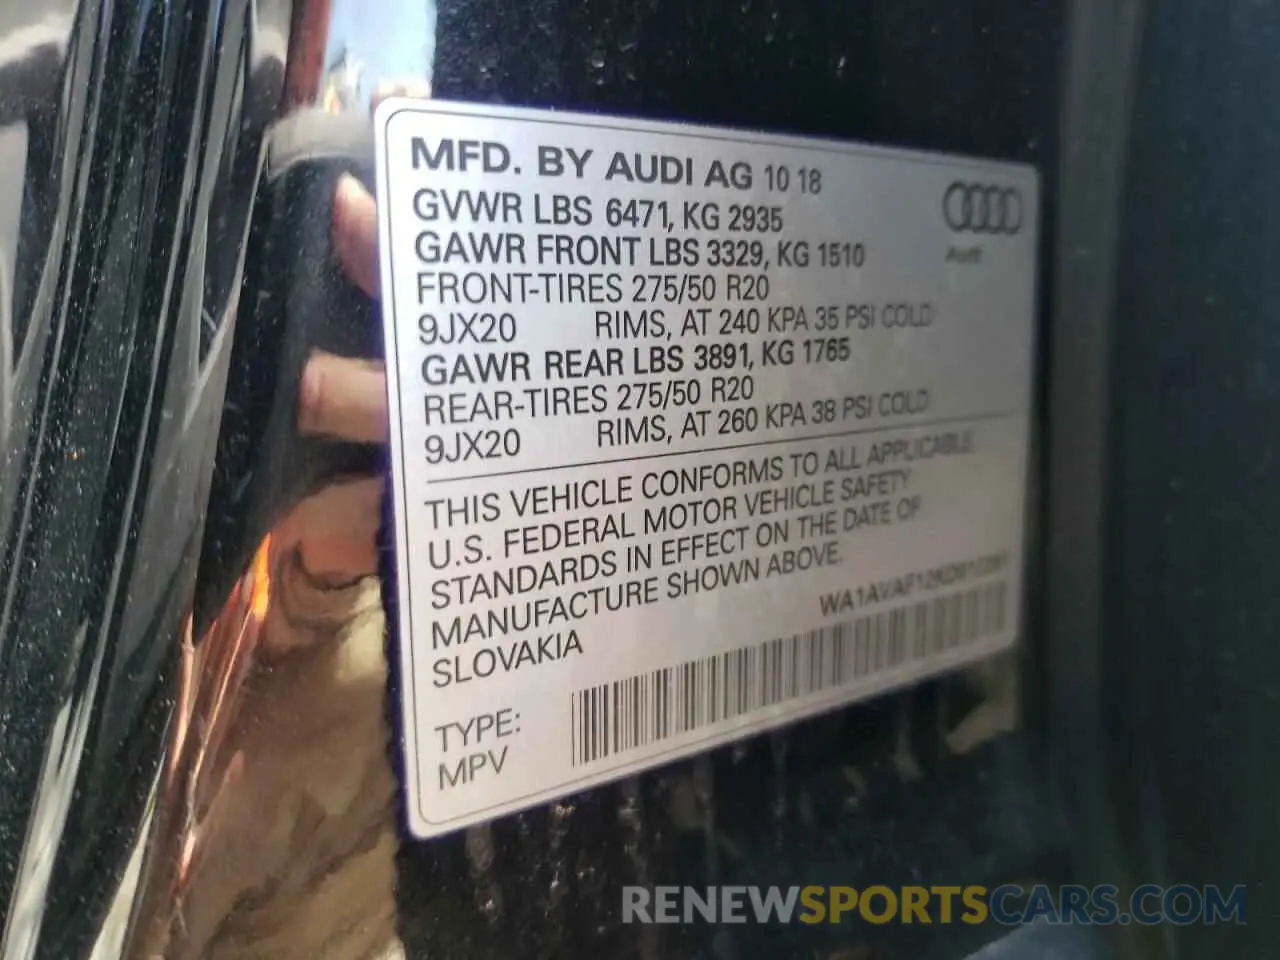 MFD. BY AUDI AG 10 18
GVWR LBS 6471, KG 2935
GAWR FRONT LBS 3329, KG 1510
FRONT-TIRES 275/50 R20
9JX20 RIMS, AT 240 KPA 35 PSI COLD
GAWR REAR LBS 3891, KG 1765
REAR-TIRES 275/50 R20
9JX20 RIMS, AT 260 KPA 38 PSI COLD
Audi
THIS VEHICLE CONFORMS TO ALL APPLICABLE
U.S. FEDERAL MOTOR VEHICLE SAFETY
STANDARDS IN EFFECT ON THE DATE OF
MANUFACTURE SHOWN ABOVE.
SLOVAKIA
TYPE:
MPV
RENEWSPORTSCARS.COM